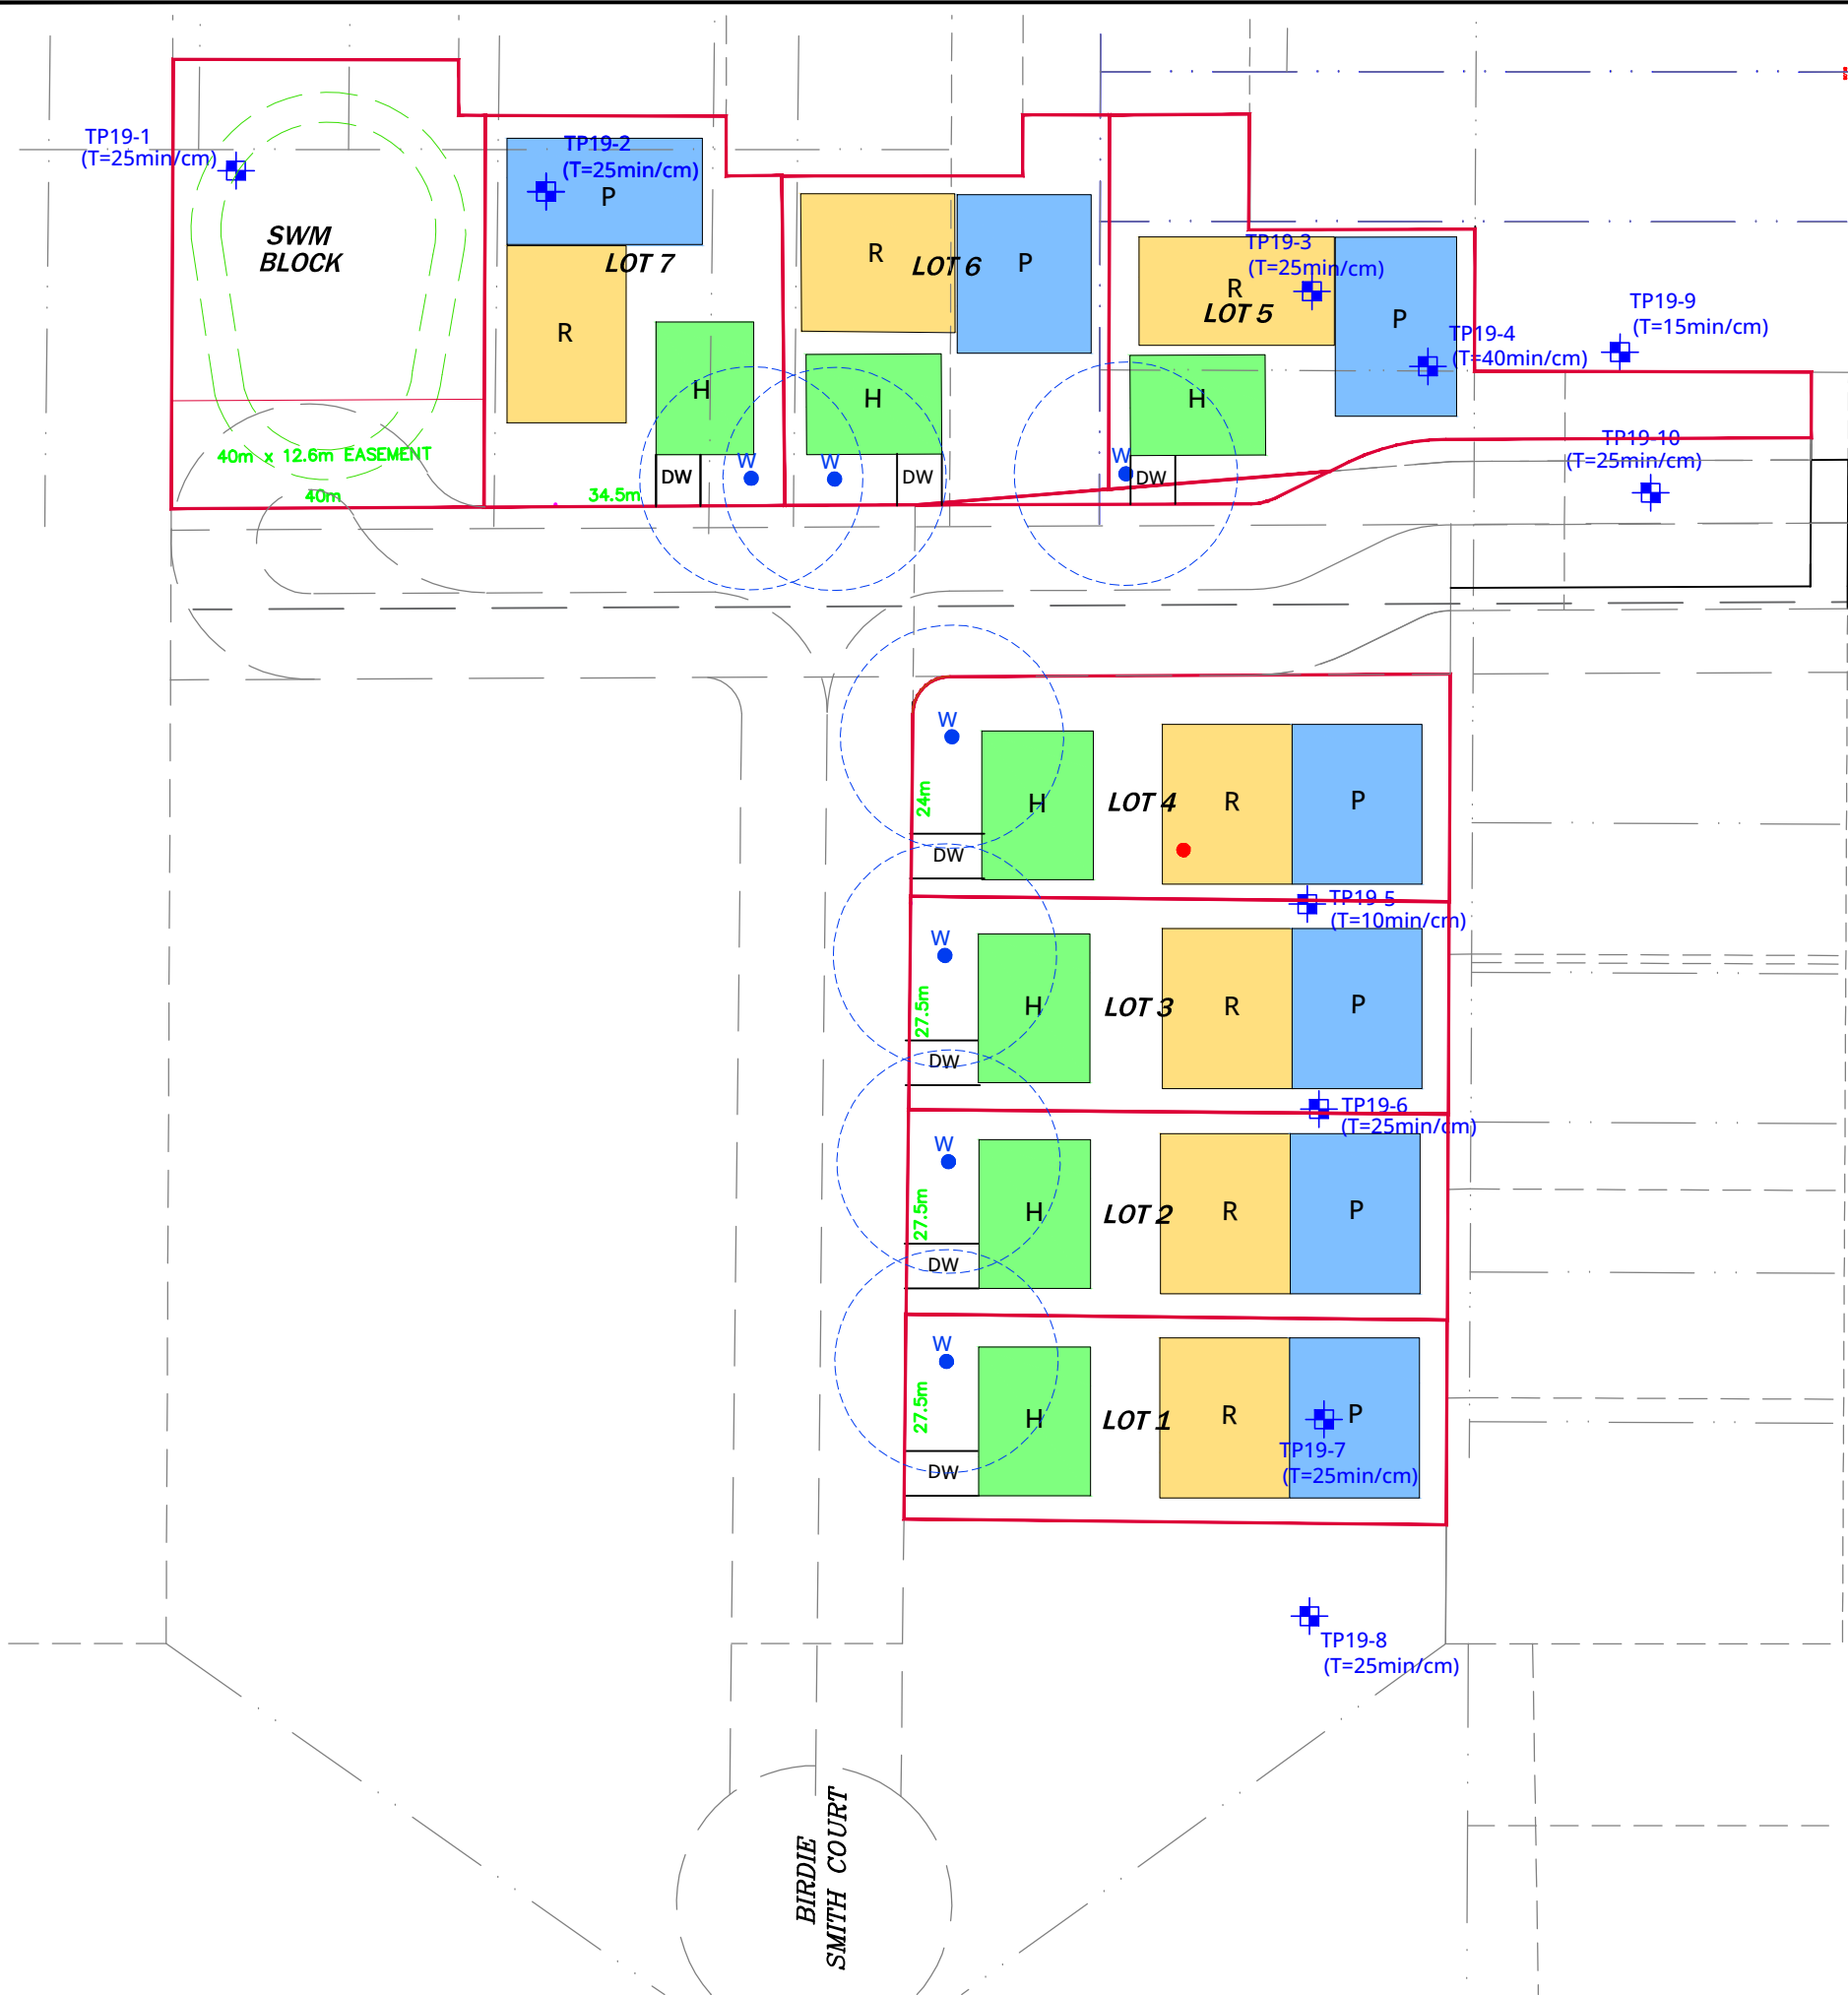 TP19-1
(T=25min/cm)
SWM
BLOCK
40m x 12.6m EASEMENT
40m
TP19-2
(T=25min/cm)
P
R
LOT 7
H
DW
W
34.5m
R
LOT 6
P
H
W
DW
TP19-3
(T=25min/cm)
R
LOT 5
P
H
W
DW
TP19-4
(T=40min/cm)
TP19-9
(T=15min/cm)
TP19-10
(T=25min/cm)
W
24m
H
LOT 4
R
P
DW
TP19-5
(T=10min/cm)
W
27.5m
H
LOT 3
R
P
DW
TP19-6
(T=25min/cm)
W
27.5m
H
LOT 2
R
P
DW
W
27.5m
H
LOT 1
R
P
TP19-7
(T=25min/cm)
DW
TP19-8
(T=25min/cm)
BIRDIE
SMITH COURT